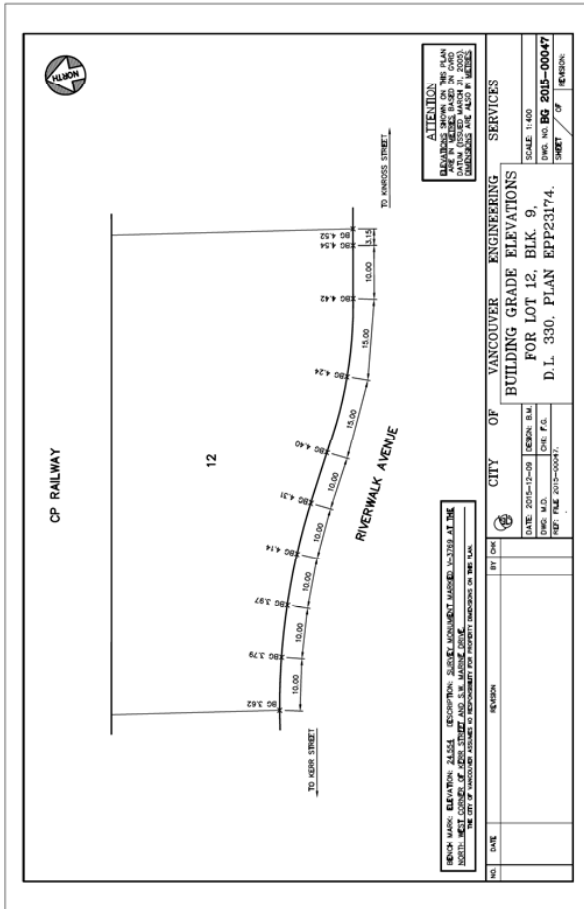 NORTH
CP RAILWAY
12
BG 3.62
BG 3.79
BG 3.97
BG 4.14
BG 4.31
BG 4.40
BG 4.24
BG 4.42
BG 4.54
BG 4.52
10.00
10.00
10.00
10.00
10.00
15.00
15.00
10.00
3.15
TO KERR STREET
RIVERWALK AVENUE
TO KINROSS STREET
BENCH MARK: ELEVATION: 24.554 DESCRIPTION: SURVEY MONUMENT MARKED V-3769 AT THE
NORTH WEST CORNER OF KERR STREET AND S.W. MARINE DRIVE.
THE CITY OF VANCOUVER ASSUMES NO RESPONSIBILITY FOR PROPERTY DIMENSIONS ON THIS PLAN.
ATTENTION
ELEVATIONS SHOWN ON THIS PLAN
ARE IN METRES BASED ON GVRD
DATUM (ISSUED MARCH 31, 2005).
DIMENSIONS ARE ALSO IN METRES
NO. DATE REVISION BY CHK
CITY OF VANCOUVER ENGINEERING SERVICES
DATE: 2015-12-09 DESIGN: B.M.
DWG: M.D. CHK: F.G.
REF: FILE 2015-00047.
BUILDING GRADE ELEVATIONS
FOR LOT 12, BLK. 9,
D.L. 330, PLAN EPP23174.
SCALE: 1:400
DWG. NO. BG 2015-00047
SHEET OF REVISION: